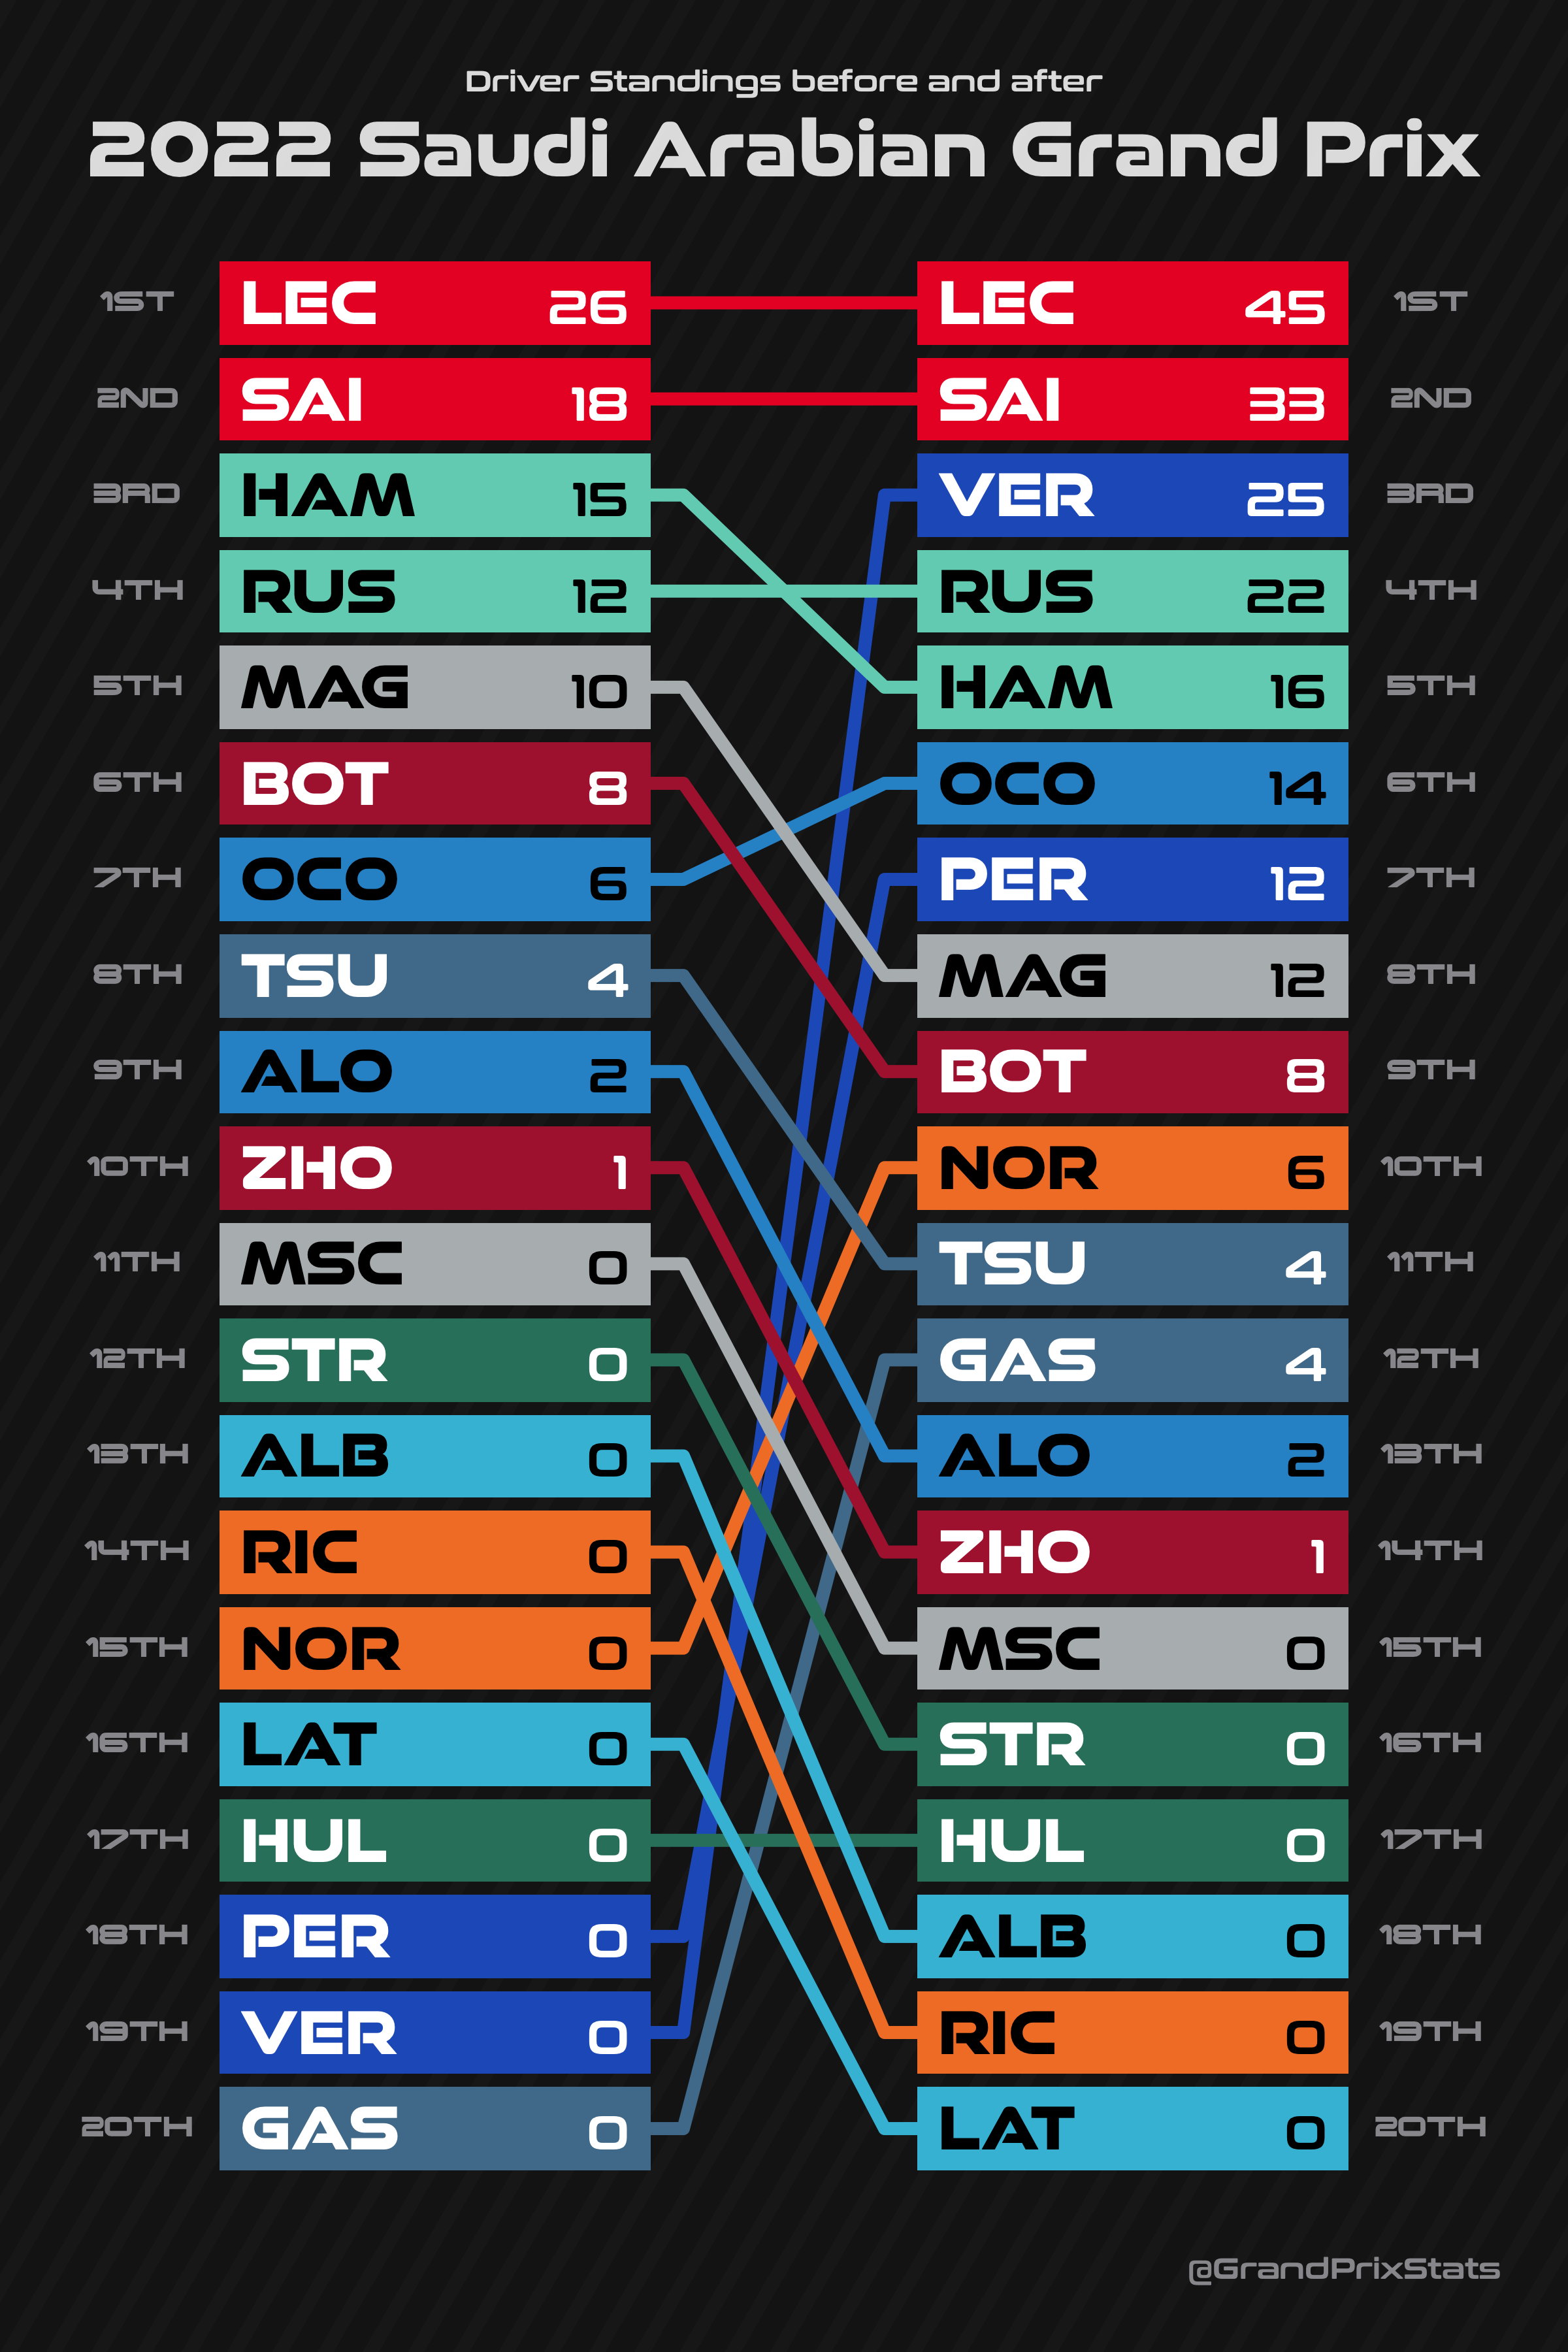 Driver Standings before and after
2022 Saudi Arabian Grand Prix
1ST LEC 26 LEC 45 1ST
2ND SAI 18 SAI 33 2ND
3RD HAM 15 VER 25 3RD
4TH RUS 12 RUS 22 4TH
5TH MAG 10 HAM 16 5TH
6TH BOT 8 OCO 14 6TH
7TH OCO 6 PER 12 7TH
8TH TSU 4 MAG 12 8TH
9TH ALO 2 BOT 8 9TH
10TH ZHO 1 NOR 6 10TH
11TH MSC 0 TSU 4 11TH
12TH STR 0 GAS 4 12TH
13TH ALB 0 ALO 2 13TH
14TH RIC 0 ZHO 1 14TH
15TH NOR 0 MSC 0 15TH
16TH LAT 0 STR 0 16TH
17TH HUL 0 HUL 0 17TH
18TH PER 0 ALB 0 18TH
19TH VER 0 RIC 0 19TH
20TH GAS 0 LAT 0 20TH
@GrandPrixStats